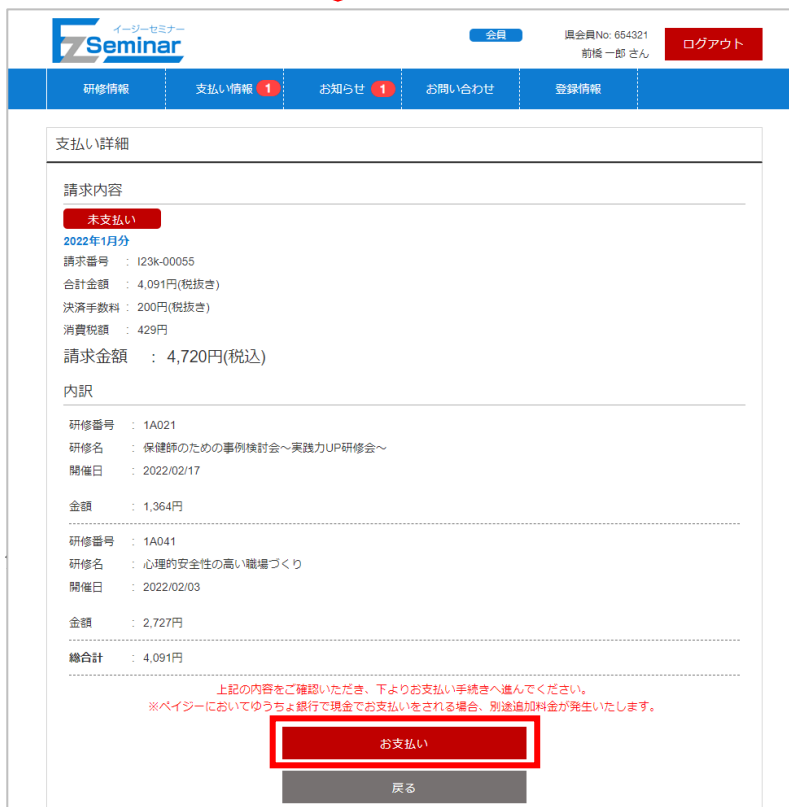 イージーセミナー
EzSeminar
会員
県会員No: 654321
前橋 一郎 さん
ログアウト
研修情報
支払い情報 1
お知らせ 1
お問い合わせ
登録情報
支払い詳細
請求内容
未支払い
2022年1月分
請求番号 : I23k-00055
合計金額 : 4,091円(税抜き)
決済手数料 : 200円(税抜き)
消費税額 : 429円
請求金額 : 4,720円(税込)
内訳
研修番号 : 1A021
研修名 : 保健師のための事例検討会～実践力UP研修会～
開催日 : 2022/02/17
金額 : 1,364円
研修番号 : 1A041
研修名 : 心理的安全性の高い職場づくり
開催日 : 2022/02/03
金額 : 2,727円
総合計 : 4,091円
上記の内容をご確認いただき、下よりお支払い手続きへ進んでください。
※ペイジーにおいてゆうちょ銀行で現金でお支払いをされる場合、別途追加料金が発生いたします。
お支払い
戻る